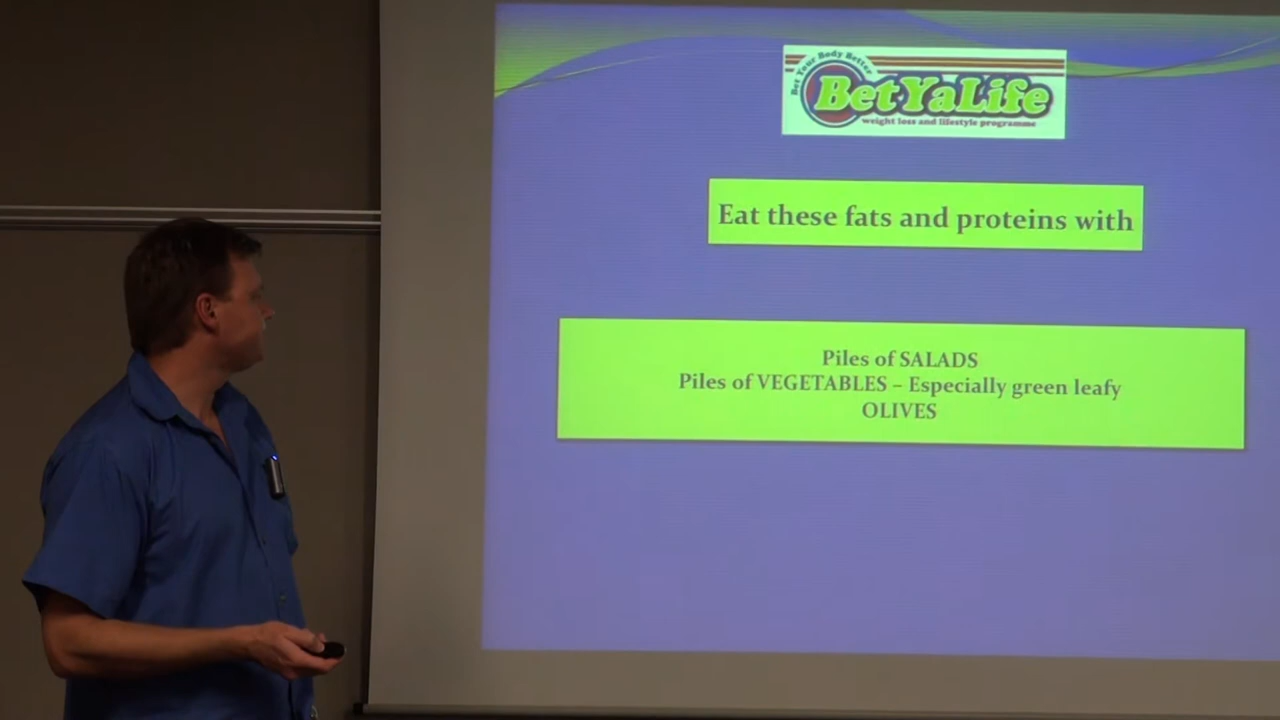 Bet Your Body Better
BetYaLife
weight loss and lifestyle programme
Eat these fats and proteins with
Piles of SALADS
Piles of VEGETABLES – Especially green leafy
OLIVES